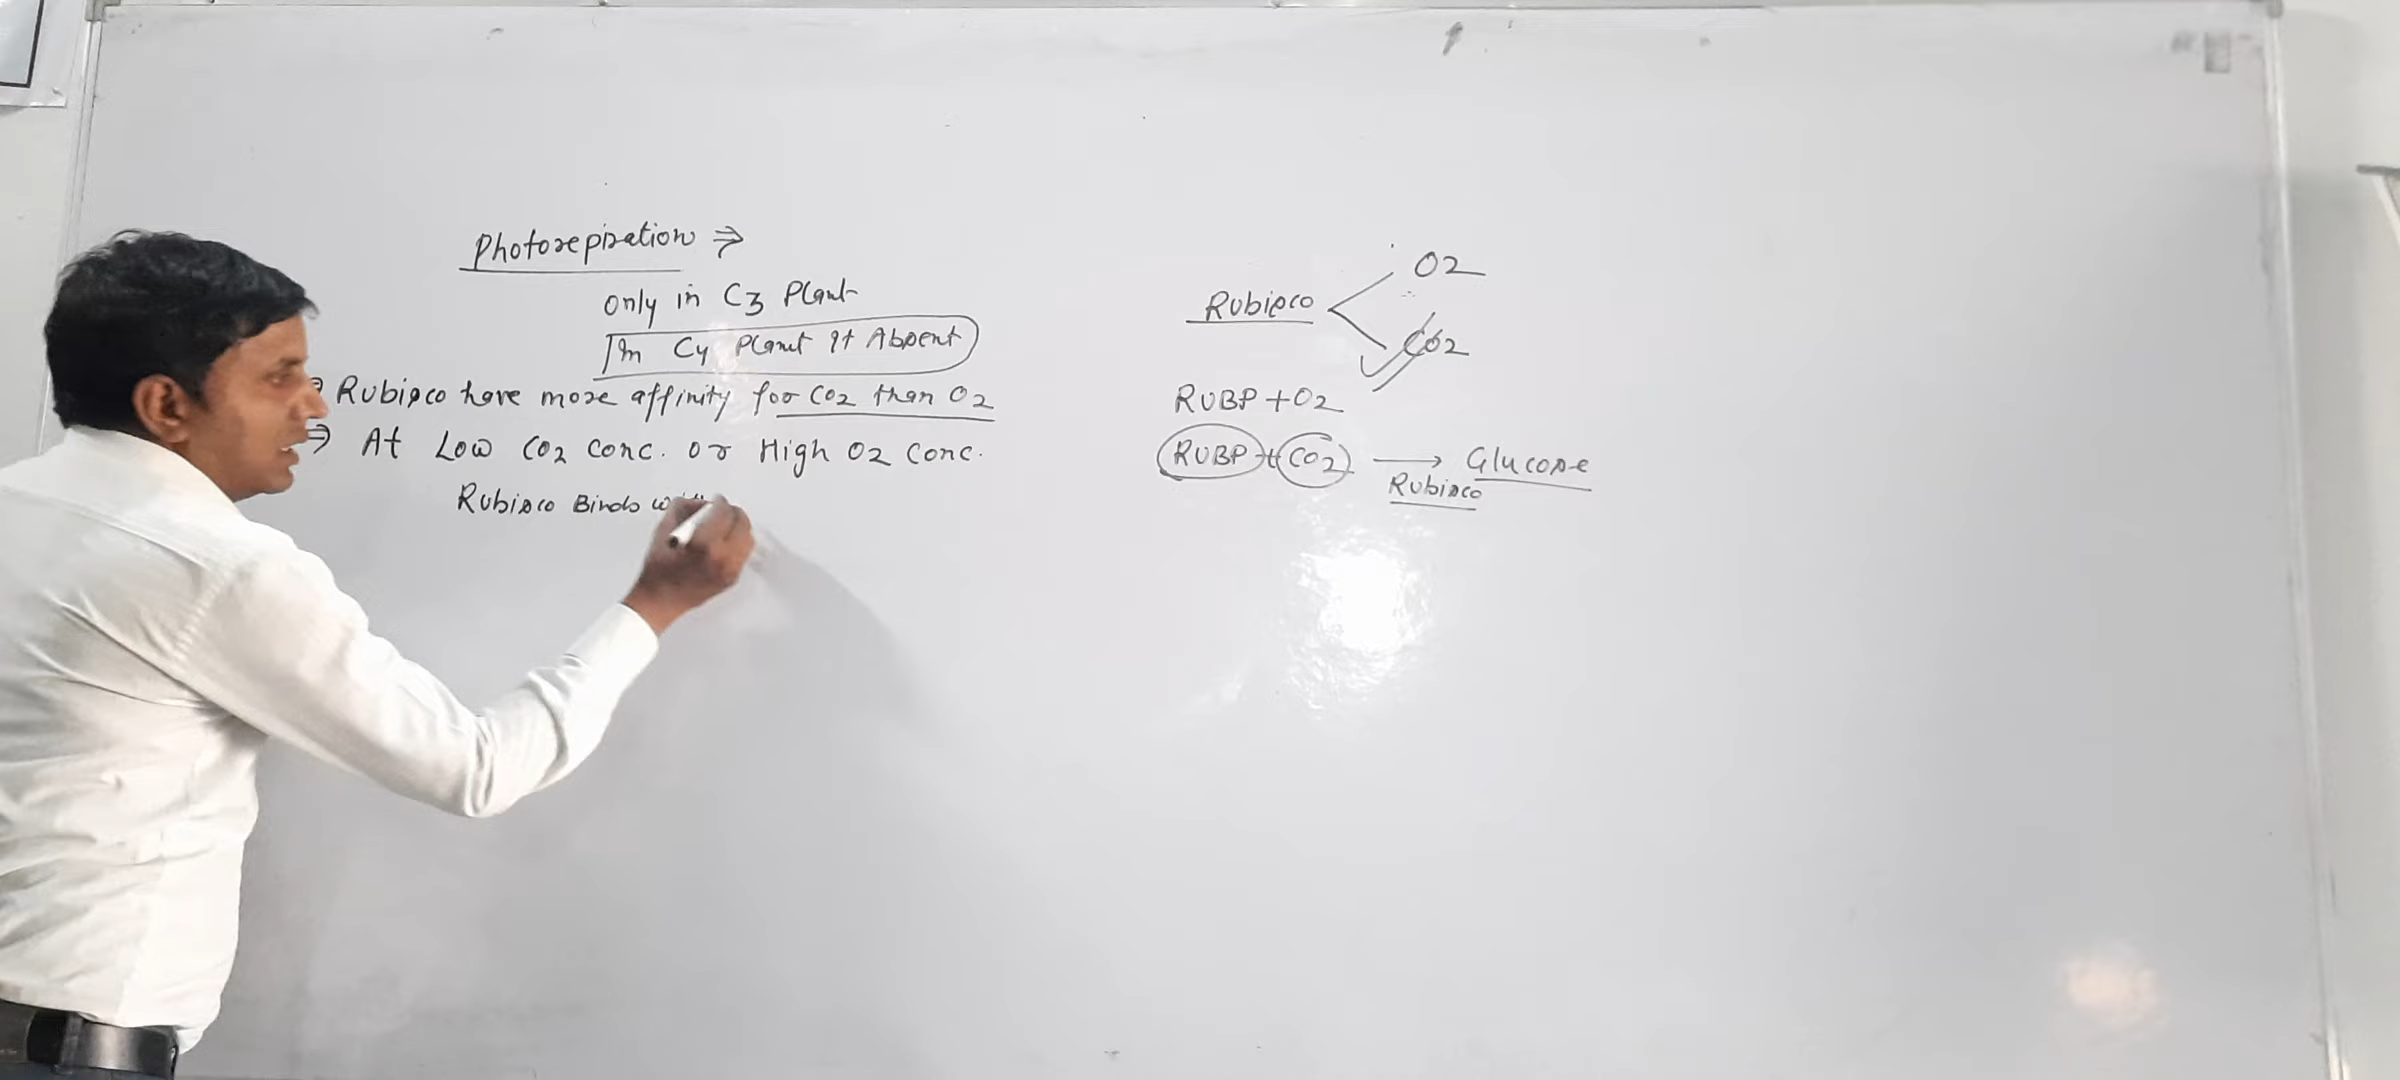 Photorepiration ⇒
only in C3 Plant
In C4 Plant It Absent
⇒ Rubisco have more affinity for CO2 than O2
⇒ At Low CO2 Conc. or High O2 Conc.
Rubisco Binds with
Rubisco
O2
CO2
RUBP + O2
RUBP + CO2 → Glucose
Rubisco